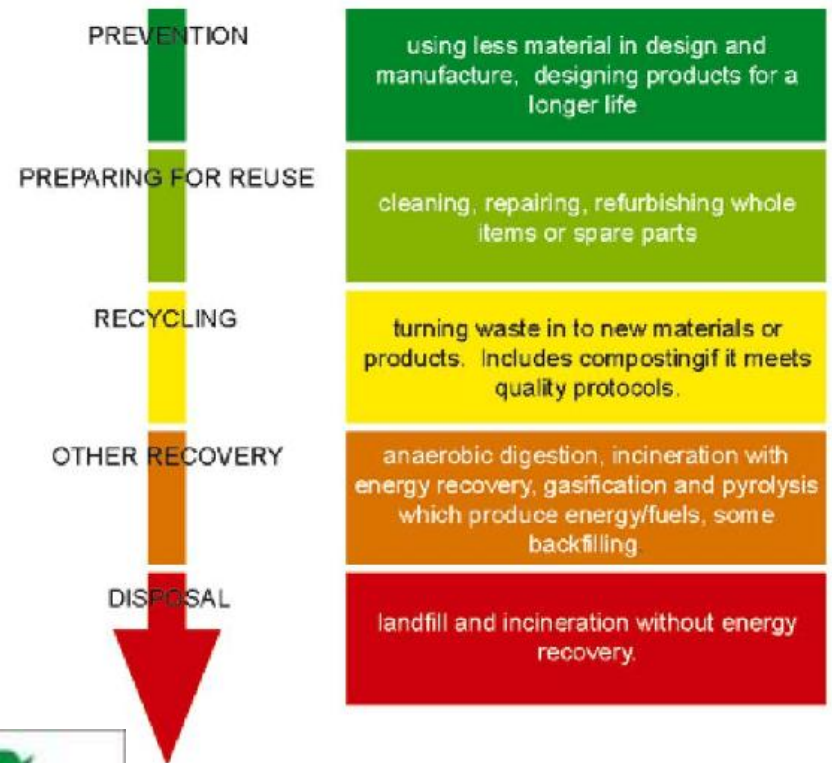 PREVENTION
using less material in design and
manufacture, designing products for a
longer life
PREPARING FOR REUSE
cleaning, repairing, refurbishing whole
items or spare parts
RECYCLING
turning waste in to new materials or
products. Includes compostingif it meets
quality protocols.
OTHER RECOVERY
anaerobic digestion, incineration with
energy recovery, gasification and pyrolysis
which produce energy/fuels, some
backfilling.
DISPOSAL
landfill and incineration without energy
recovery.